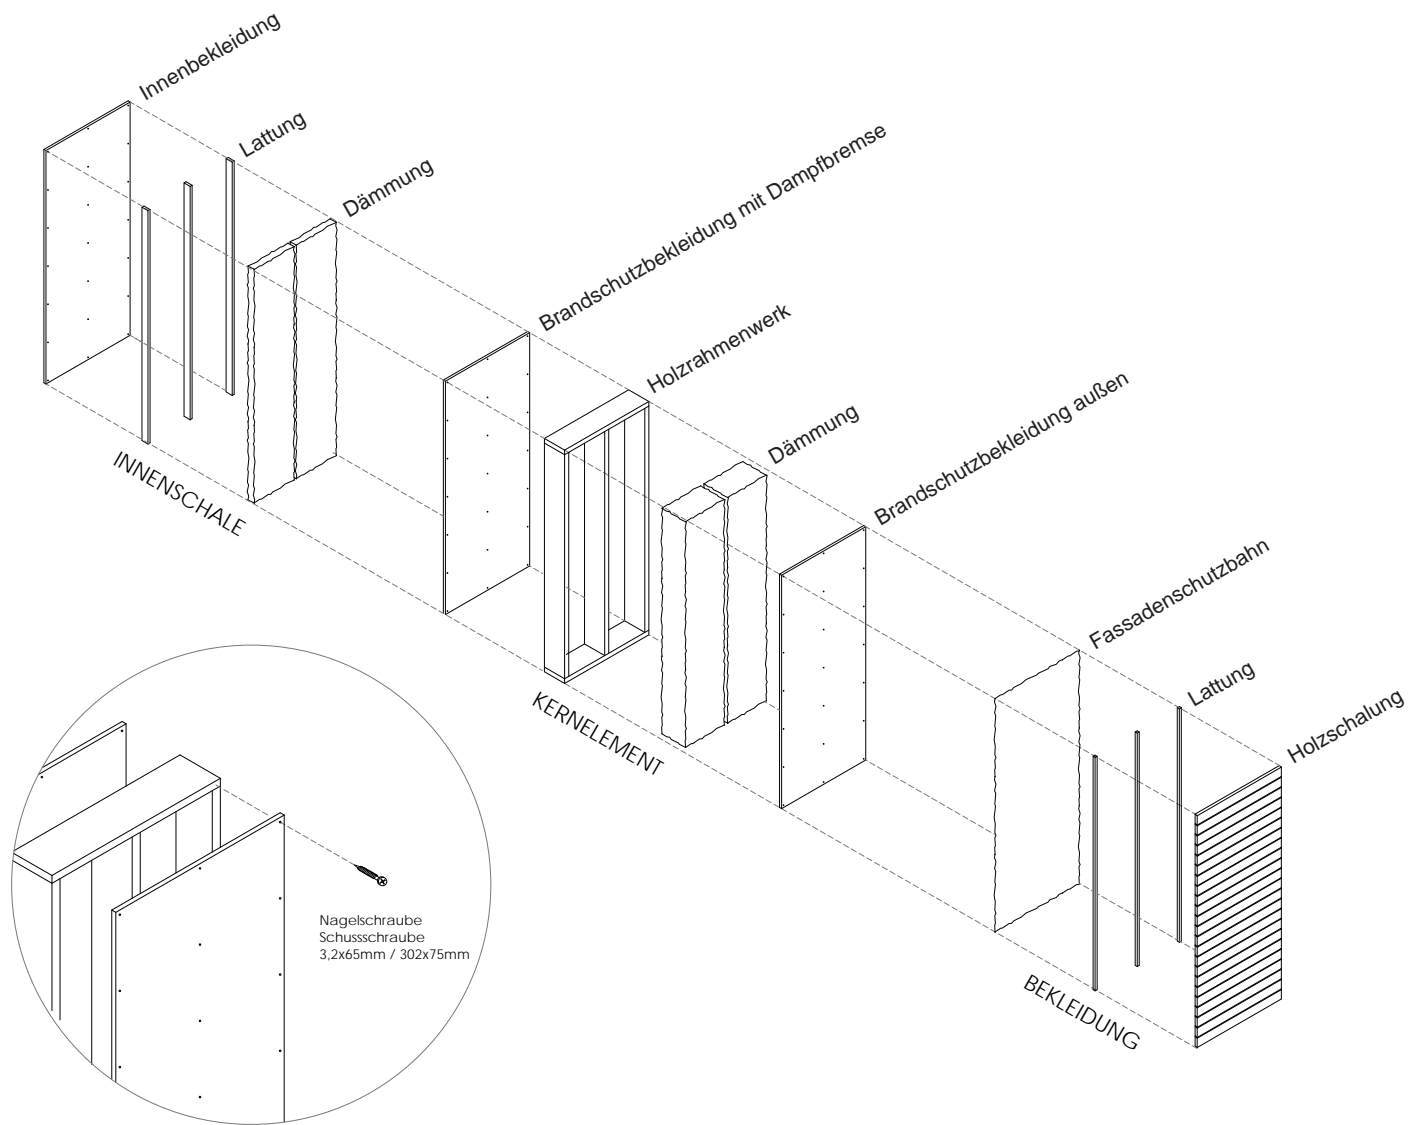 Innenbekleidung
Lattung
Dämmung
Brandschutzbekleidung mit Dampfbremse
Holzrahmenwerk
Dämmung
Brandschutzbekleidung außen
Fassadenschutzbahn
Lattung
Holzschalung
INNENSCHALE
KERNELEMENT
BEKLEIDUNG
Nagelschraube
Schussschraube
3,2x65mm / 302x75mm